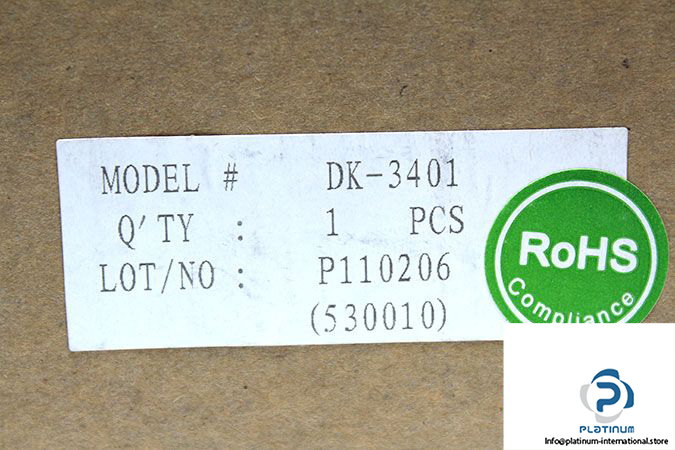 MODEL # DK-3401
Q'TY : 1 PCS
LOT/NO : P110206
(530010)
RoHS
Compliance
PLATINUM
Info@platinum-international.store